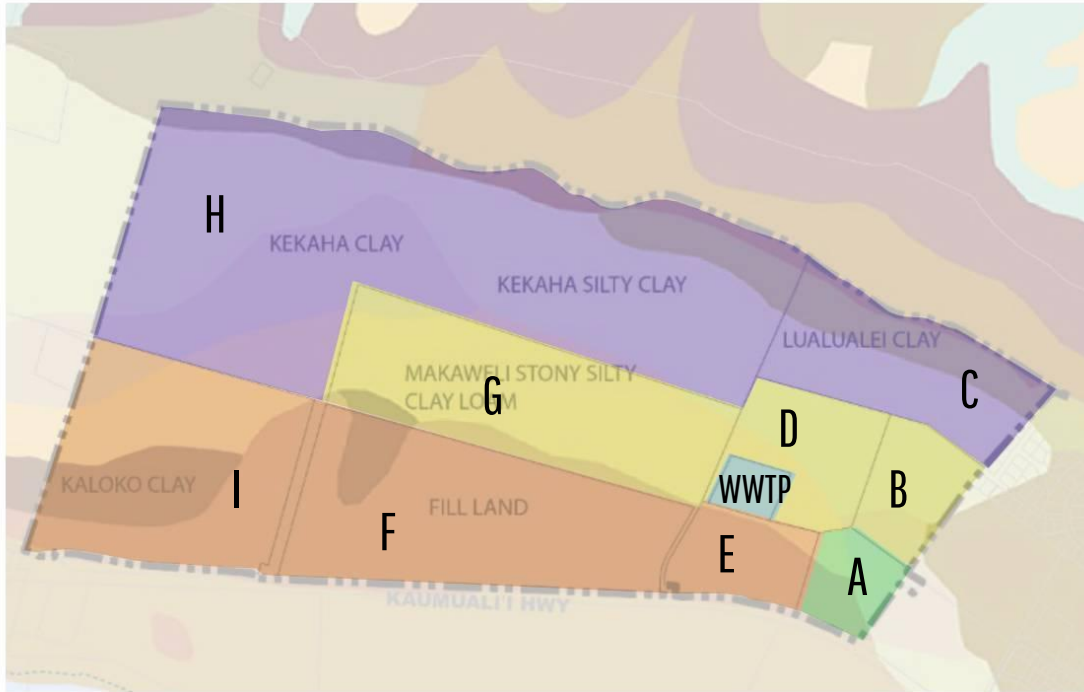 H
KEKAHA CLAY
KEKAHA SILTY CLAY
LUALUALEI CLAY
C
MAKAWELI STONY SILTY
CLAY LOAM
G
D
WWTP
B
KALOKO CLAY
I
FILL LAND
F
E
A
KAUMUALI'I HWY